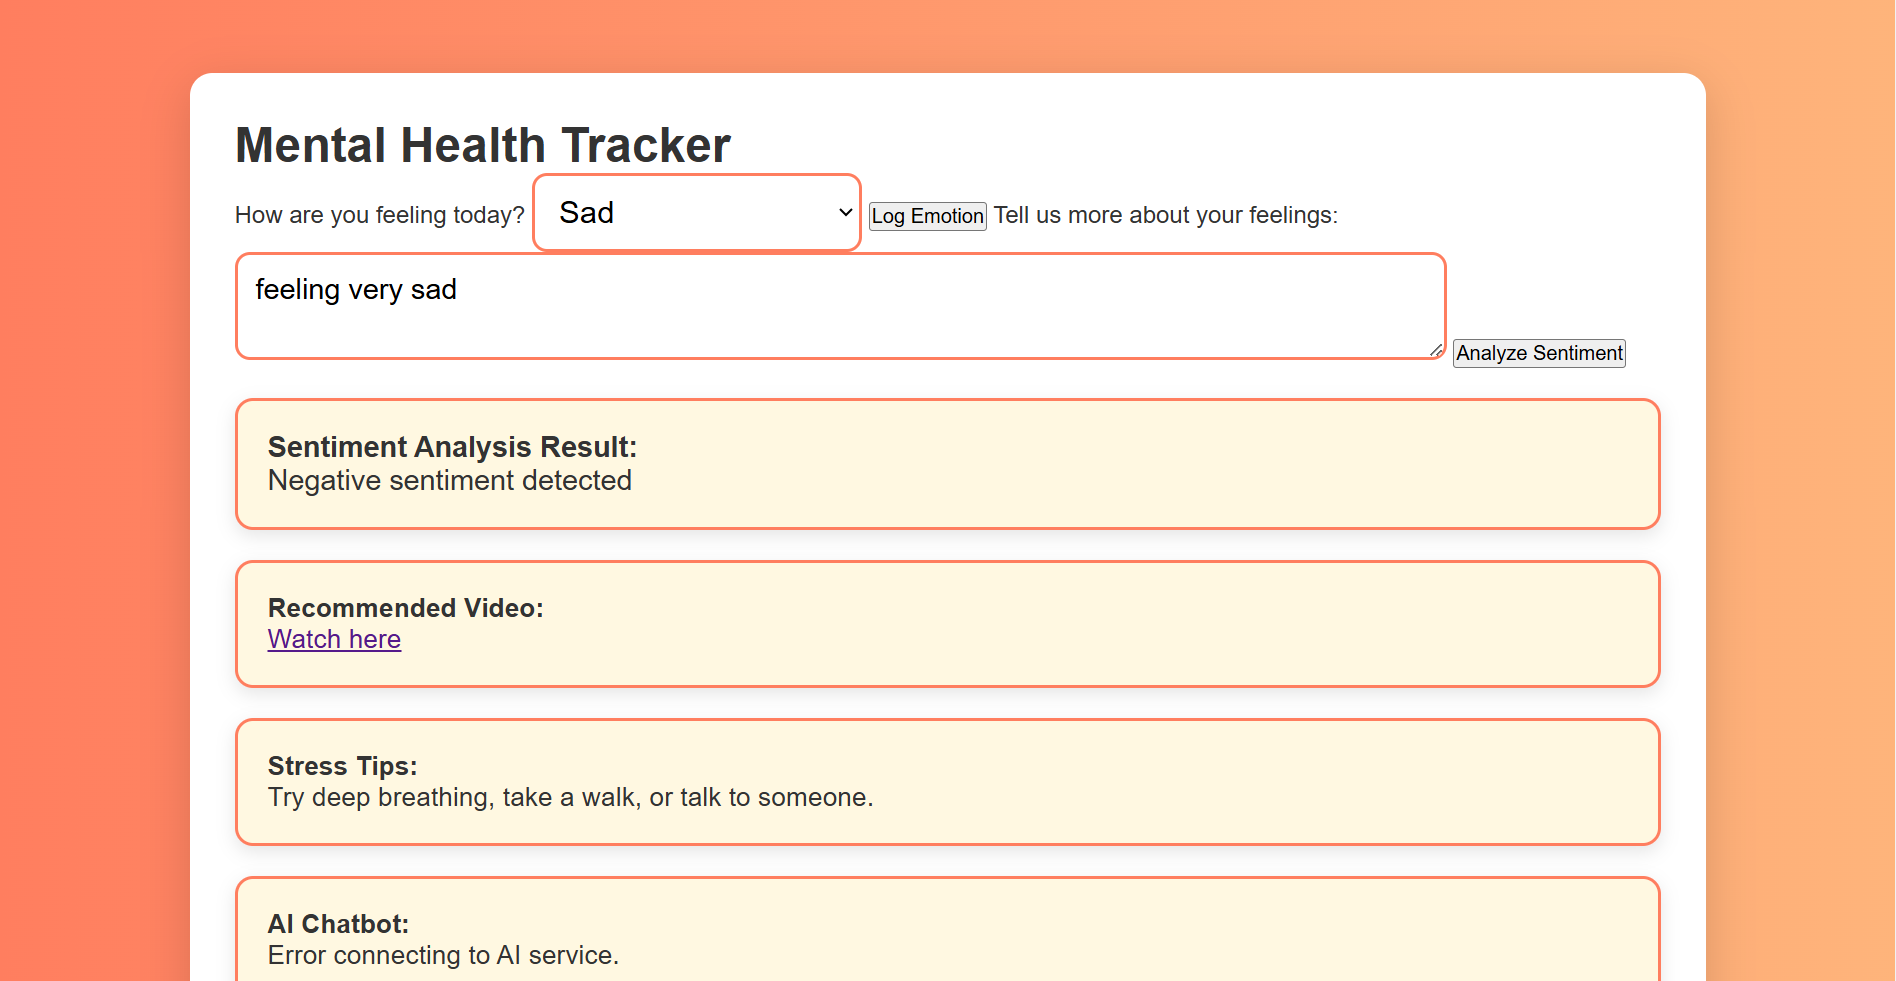 Mental Health Tracker
How are you feeling today? Sad Log Emotion Tell us more about your feelings:
feeling very sad
Analyze Sentiment
Sentiment Analysis Result:
Negative sentiment detected
Recommended Video:
Watch here
Stress Tips:
Try deep breathing, take a walk, or talk to someone.
AI Chatbot:
Error connecting to AI service.